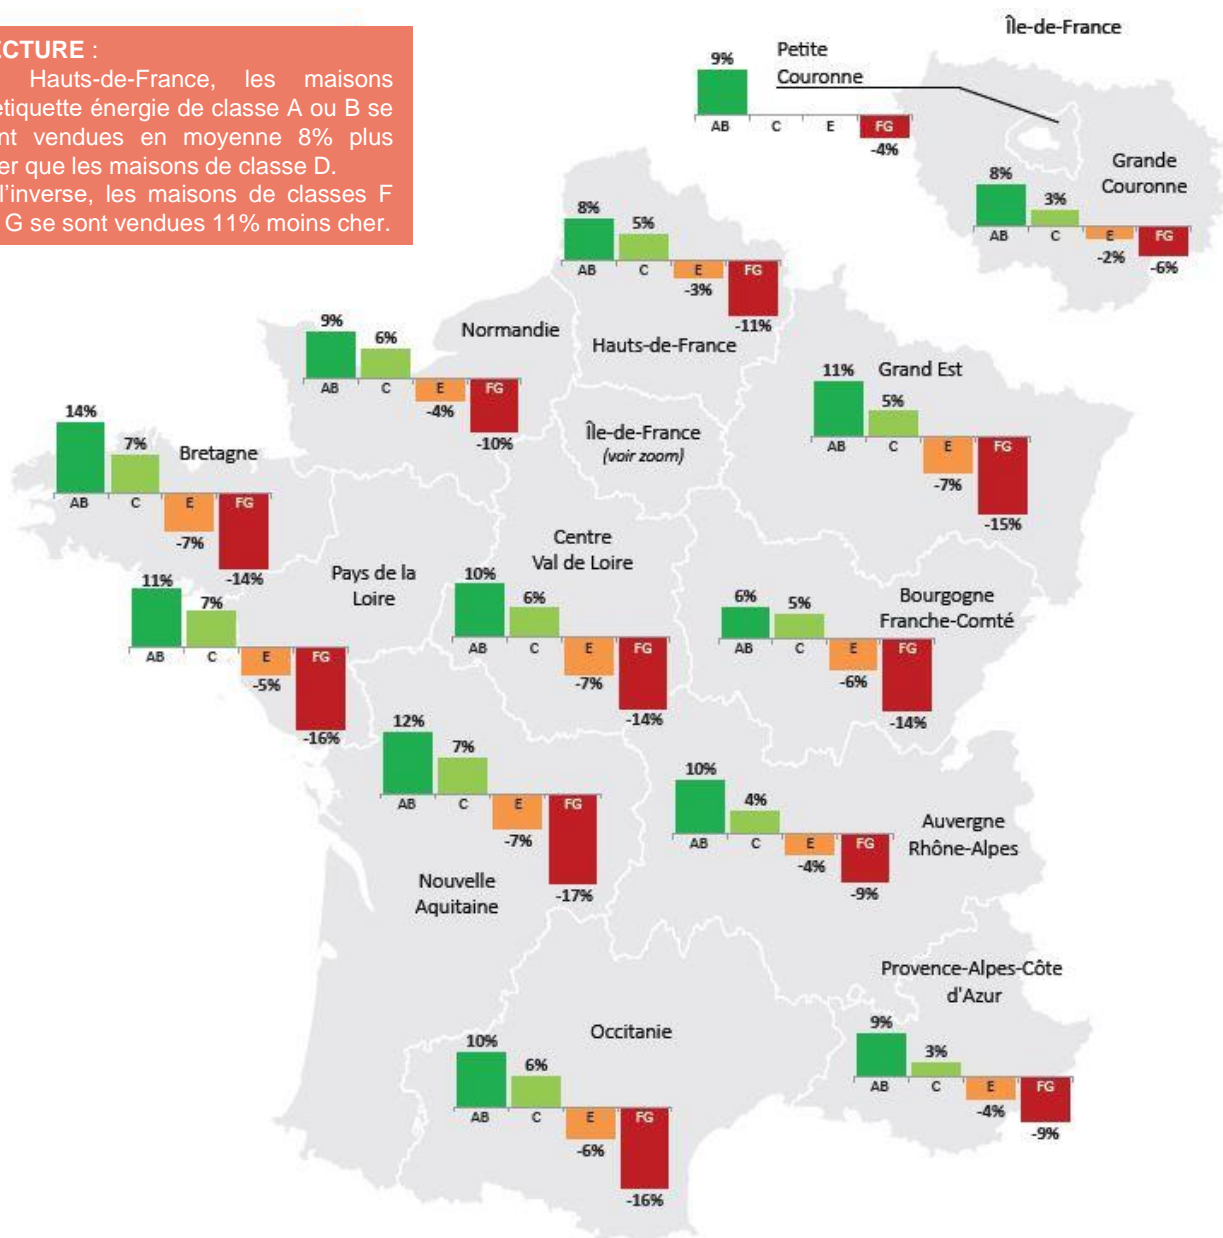 ECTURE :
Hauts-de-France, les maisons
étiquette énergie de classe A ou B se
nt vendues en moyenne 8% plus
er que les maisons de classe D.
l'inverse, les maisons de classes F
G se sont vendues 11% moins cher.
Île-de-France
Petite
Couronne
9%
AB C E FG
-4%
Grande
Couronne
8%
3%
AB C E FG
-2%
-6%
8%
5%
AB C E FG
-3%
-11%
Hauts-de-France
Normandie
9%
6%
AB C E FG
-4%
-10%
Grand Est
11%
5%
AB C E FG
-7%
-15%
Île-de-France
(voir zoom)
Bretagne
14%
7%
AB C E FG
-7%
-14%
Pays de la
Loire
11%
7%
AB C E FG
-5%
-16%
Centre
Val de Loire
10%
6%
AB C E FG
-7%
-14%
Bourgogne
Franche-Comté
6%
5%
AB C E FG
-6%
-14%
12%
7%
AB C E FG
-7%
-17%
Nouvelle
Aquitaine
10%
4%
AB C E FG
-4%
-9%
Auvergne
Rhône-Alpes
Provence-Alpes-Côte
d'Azur
9%
3%
AB C E FG
-4%
-9%
Occitanie
10%
6%
AB C E FG
-6%
-16%